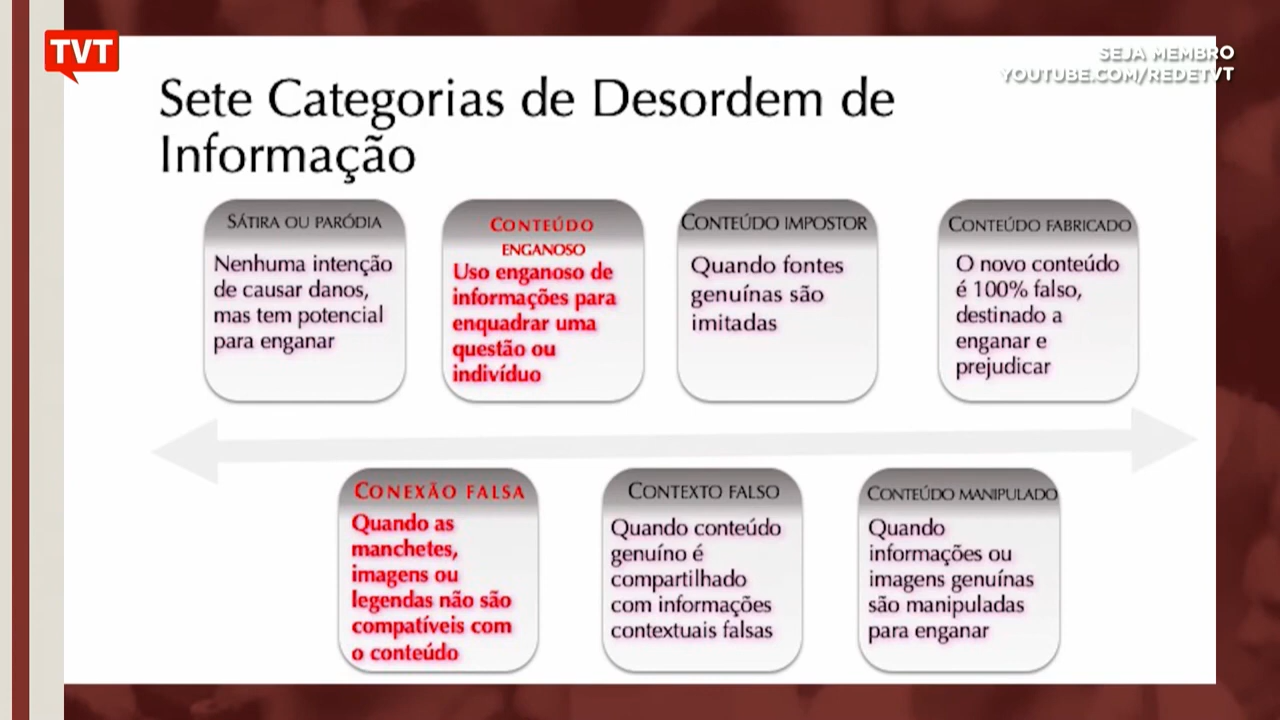 TVT
SEJA MEMBRO
YOUTUBE.COM/REDETVT
Sete Categorias de Desordem de
Informação
SÁTIRA OU PARÓDIA
Nenhuma intenção
de causar danos,
mas tem potencial
para enganar
CONTEÚDO
ENGANOSO
Uso enganoso de
informações para
enquadrar uma
questão ou
indivíduo
CONTEÚDO IMPOSTOR
Quando fontes
genuínas são
imitadas
CONTEÚDO FABRICADO
O novo conteúdo
é 100% falso,
destinado a
enganar e
prejudicar
CONEXÃO FALSA
Quando as
manchetes,
imagens ou
legendas não são
compatíveis com
o conteúdo
CONTEXTO FALSO
Quando conteúdo
genuíno é
compartilhado
com informações
contextuais falsas
CONTEÚDO MANIPULADO
Quando
informações ou
imagens genuínas
são manipuladas
para enganar